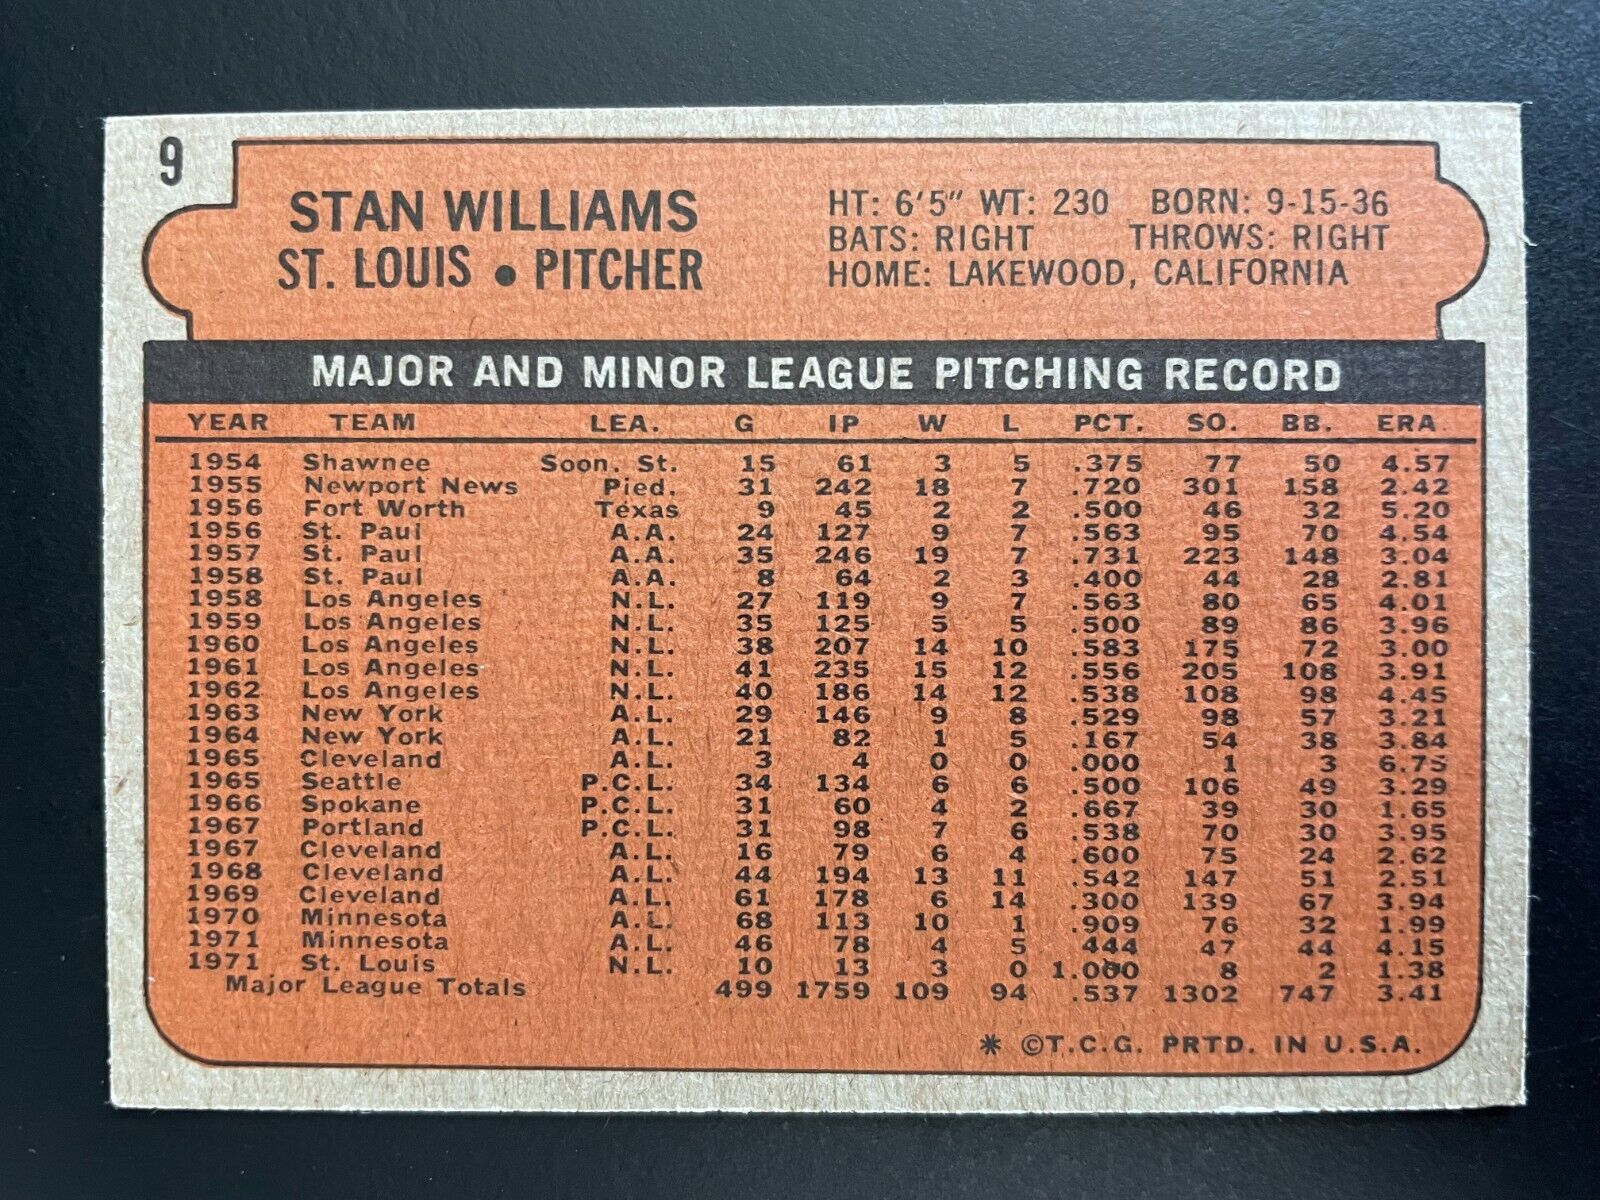 9
STAN WILLIAMS
ST. LOUIS • PITCHER
HT: 6'5" WT: 230 BORN: 9-15-36
BATS: RIGHT THROWS: RIGHT
HOME: LAKEWOOD, CALIFORNIA
MAJOR AND MINOR LEAGUE PITCHING RECORD
YEAR TEAM LEA. G IP W L PCT. SO. BB. ERA
1954 Shawnee Soon. St. 15 61 3 5 .375 77 50 4.57
1955 Newport News Pied. 31 242 18 7 .720 301 158 2.42
1956 Fort Worth Texas 9 45 2 2 .500 46 32 5.20
1956 St. Paul A.A. 24 127 9 7 .563 95 70 4.54
1957 St. Paul A.A. 35 246 19 7 .731 223 148 3.04
1958 St. Paul A.A. 8 64 2 3 .400 44 28 2.81
1958 Los Angeles N.L. 27 119 9 7 .563 80 65 4.01
1959 Los Angeles N.L. 35 125 5 5 .500 89 86 3.96
1960 Los Angeles N.L. 38 207 14 10 .583 175 72 3.00
1961 Los Angeles N.L. 41 235 15 12 .556 205 108 3.91
1962 Los Angeles N.L. 40 186 14 12 .538 108 98 4.45
1963 New York A.L. 29 146 9 8 .529 98 57 3.21
1964 New York A.L. 21 82 1 5 .167 54 38 3.84
1965 Cleveland A.L. 3 4 0 0 .000 1 3 6.75
1965 Seattle P.C.L. 34 134 6 6 .500 106 49 3.29
1966 Spokane P.C.L. 31 60 4 2 .667 39 30 1.65
1967 Portland P.C.L. 31 98 7 6 .538 70 30 3.95
1967 Cleveland A.L. 16 79 6 4 .600 75 24 2.62
1968 Cleveland A.L. 44 194 13 11 .542 147 51 2.51
1969 Cleveland A.L. 61 178 6 14 .300 139 67 3.94
1970 Minnesota A.L. 68 113 10 1 .909 76 32 1.99
1971 Minnesota A.L. 46 78 4 5 .444 47 44 4.15
1971 St. Louis N.L. 10 13 3 0 1.000 8 2 1.38
Major League Totals 499 1759 109 94 .537 1302 747 3.41
* ©T.C.G. PRTD. IN U.S.A.